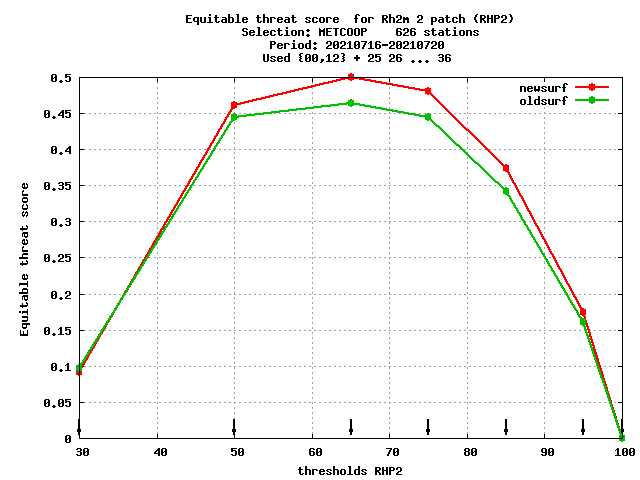 Equitable threat score  for Rh2m 2 patch (RHP2)
Selection: METCOOP    626 stations
Period: 20210716-20210720
Used {00,12} + 25 26 ... 36
newsurf
oldsurf
0.5
0.45
0.4
0.35
0.3
0.25
0.2
0.15
0.1
0.05
0
Equitable threat score
30 40 50 60 70 80 90 100
thresholds RHP2